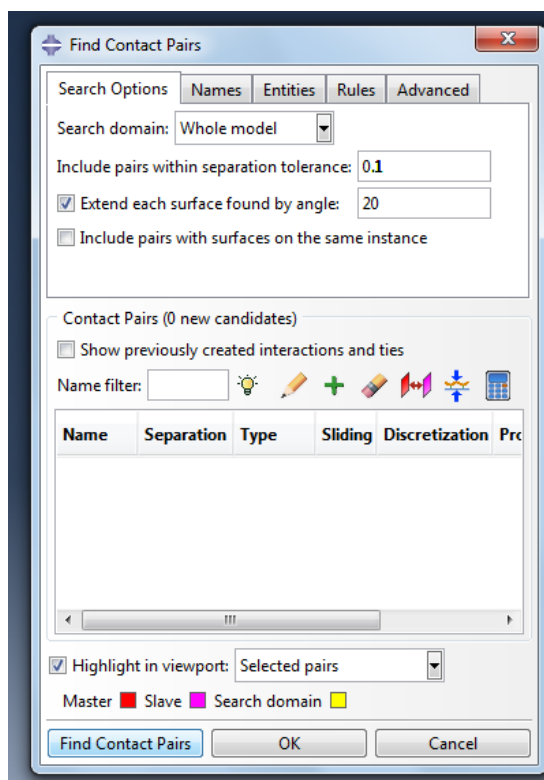 Find Contact Pairs
Search Options Names Entities Rules Advanced
Search domain: Whole model
Include pairs within separation tolerance: 0.1
Extend each surface found by angle: 20
Include pairs with surfaces on the same instance
Contact Pairs (0 new candidates)
Show previously created interactions and ties
Name filter:
Name Separation Type Sliding Discretization Prc
Highlight in viewport: Selected pairs
Master Slave Search domain
Find Contact Pairs OK Cancel